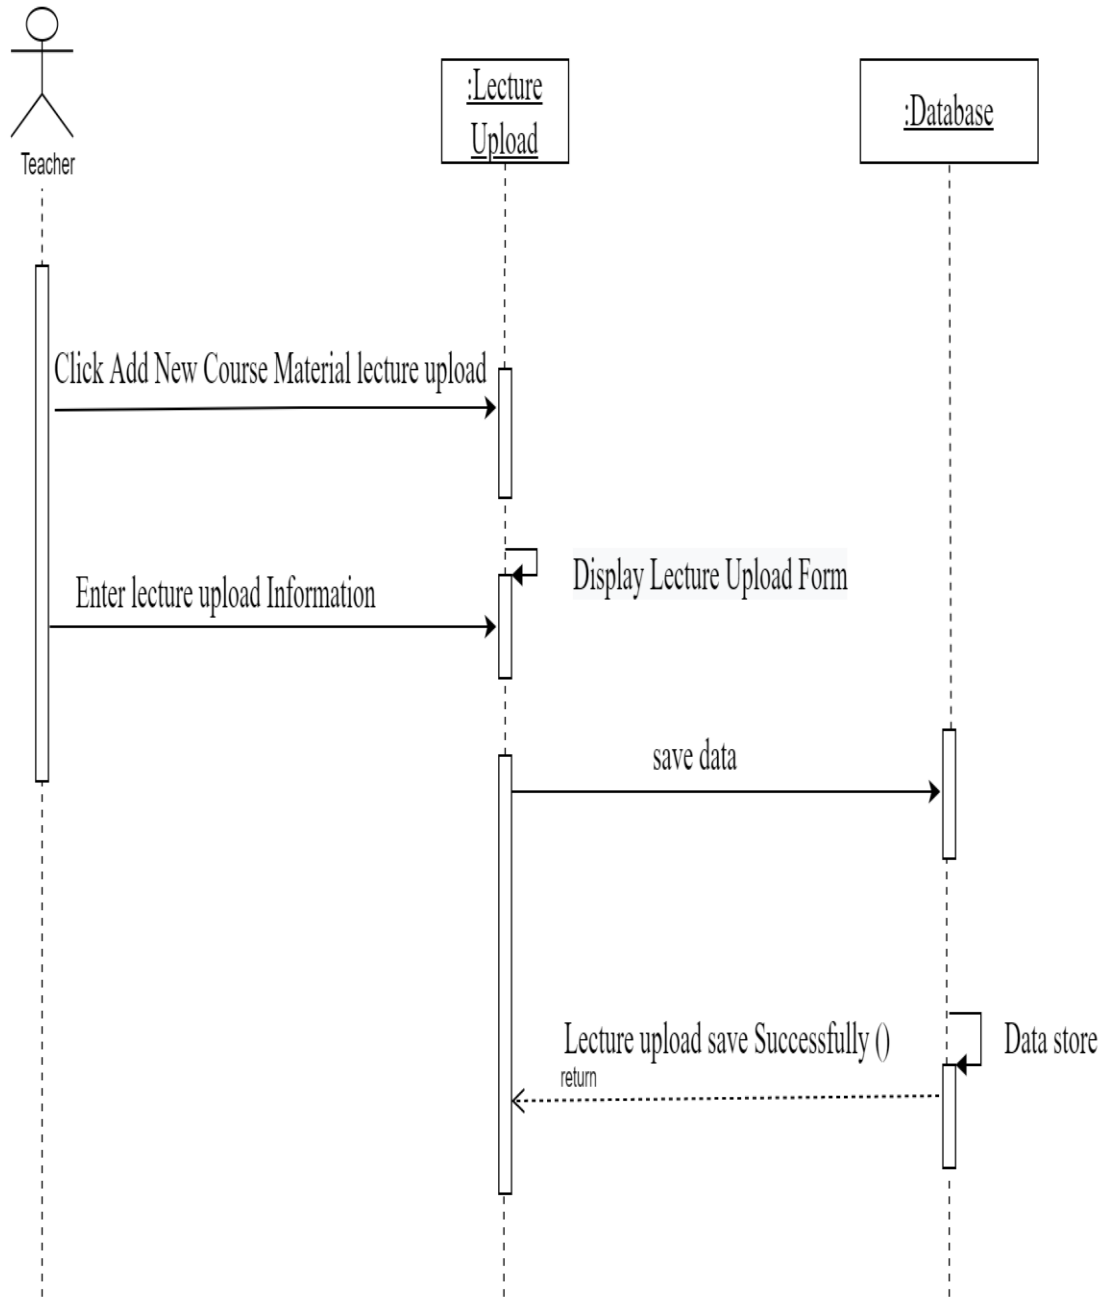 :Lecture
Upload
:Database
Teacher
Click Add New Course Material lecture upload
Display Lecture Upload Form
Enter lecture upload Information
save data
Lecture upload save Successfully ()
Data store
return